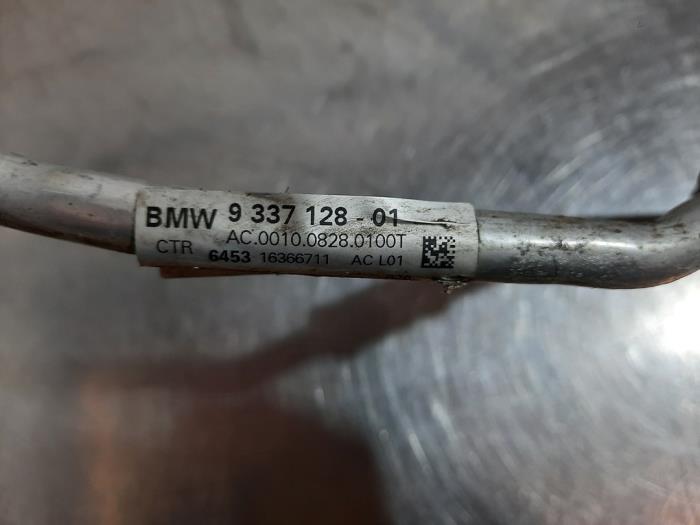 BMW 9 337 128 - 01
AC.0010.0828.0100T
CTR 6453 16366711 AC L01